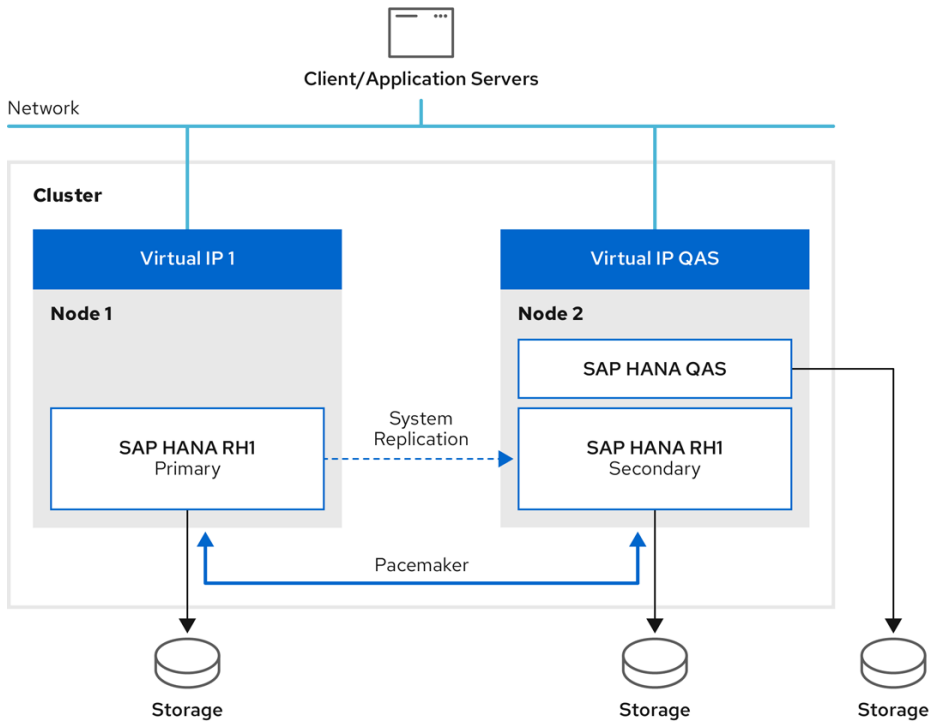 Client/Application Servers
Network
Cluster
Virtual IP 1
Virtual IP QAS
Node 1
Node 2
SAP HANA QAS
System
Replication
SAP HANA RH1
Primary
SAP HANA RH1
Secondary
Pacemaker
Storage
Storage
Storage